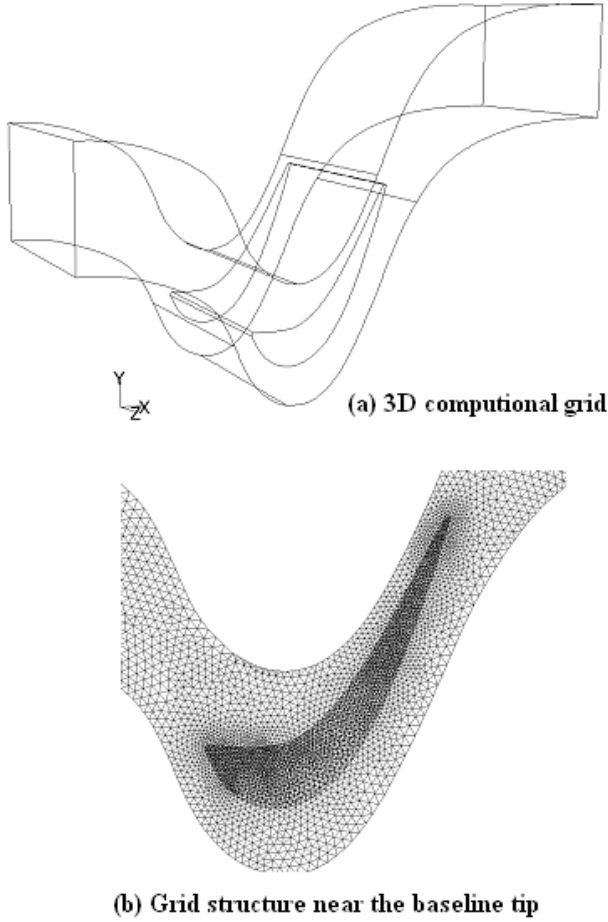 Y
Z X
(a) 3D computional grid
(b) Grid structure near the baseline tip